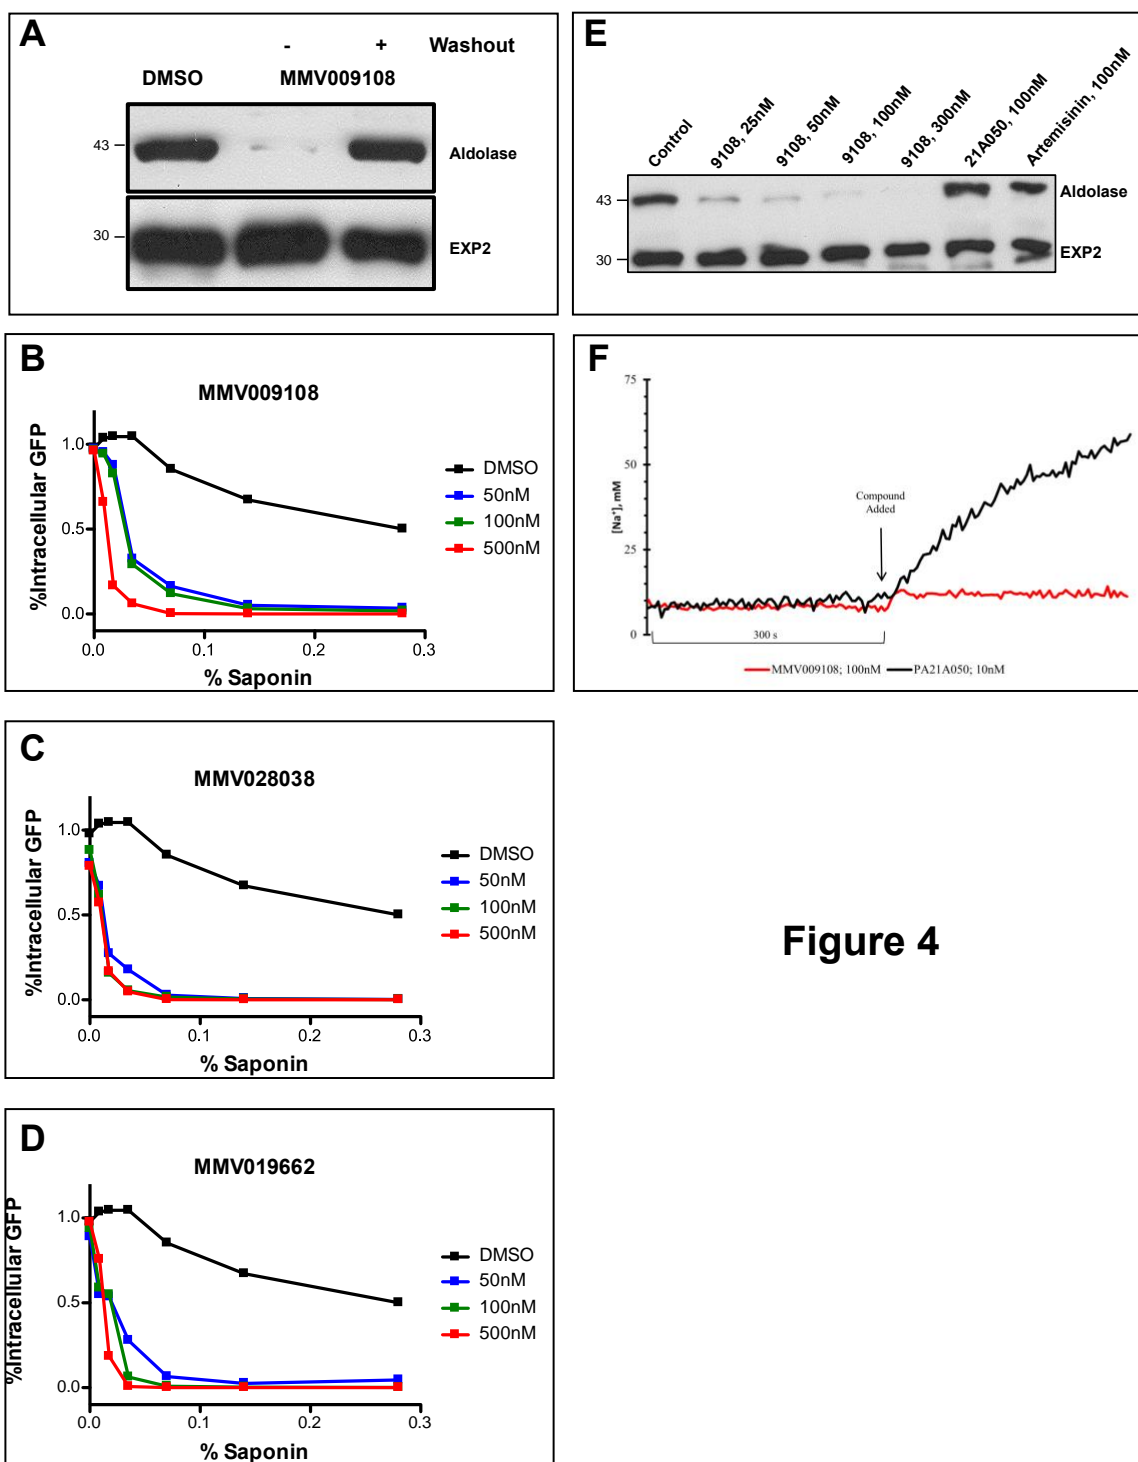 A
- + Washout
DMSO MMV009108
43
Aldolase
30
EXP2
B
MMV009108
%Intracellular GFP
1.0
0.5
0.0
0.0 0.1 0.2 0.3
% Saponin
DMSO
50nM
100nM
500nM
C
MMV028038
%Intracellular GFP
1.0
0.5
0.0
0.0 0.1 0.2 0.3
% Saponin
DMSO
50nM
100nM
500nM
D
MMV019662
%Intracellular GFP
1.0
0.5
0.0
0.0 0.1 0.2 0.3
% Saponin
DMSO
50nM
100nM
500nM
E
Control
9108, 25nM
9108, 50nM
9108, 100nM
9108, 300nM
21A050, 100nM
Artemisinin, 100nM
43
Aldolase
30
EXP2
F
75
50
25
0
[Na⁺], mM
Compound
Added
300 s
MMV009108; 100nM PA21A050; 10nM
Figure 4